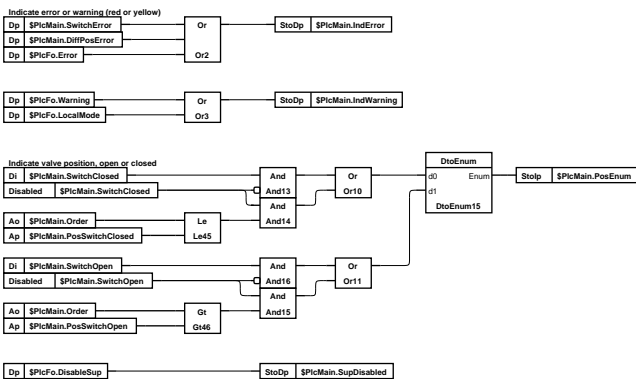 Indicate error or warning (red or yellow)
Dp $PlcMain.SwitchError Or StoDp $PlcMain.IndError
Dp $PlcMain.DiffPosError
Dp $PlcFo.Error Or2
Dp $PlcFo.Warning Or StoDp $PlcMain.IndWarning
Dp $PlcFo.LocalMode Or3
Indicate valve position, open or closed
Di $PlcMain.SwitchClosed And Or DtoEnum
Disabled $PlcMain.SwitchClosed And13 Or10 d0 Enum StoIp $PlcMain.PosEnum
And d1
Ao $PlcMain.Order Le And14 DtoEnum15
Ap $PlcMain.PosSwitchClosed Le45
Di $PlcMain.SwitchOpen And Or
Disabled $PlcMain.SwitchOpen And16 Or11
And
Ao $PlcMain.Order Gt And15
Ap $PlcMain.PosSwitchOpen Gt46
Dp $PlcFo.DisableSup StoDp $PlcMain.SupDisabled